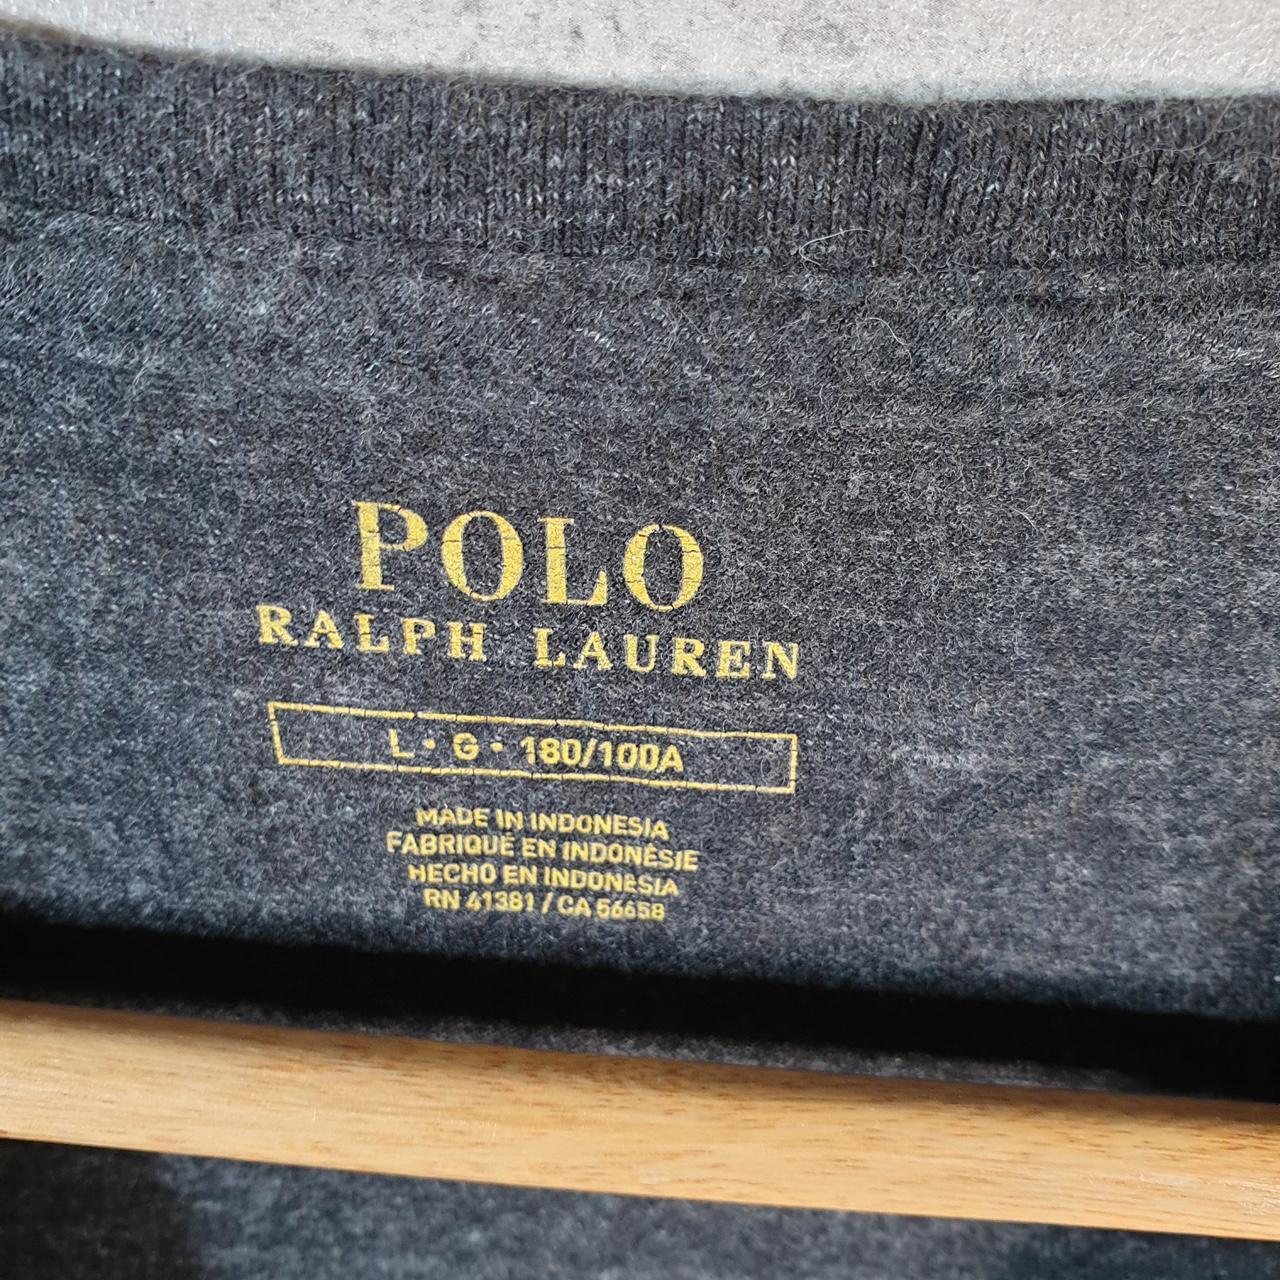 POLO
RALPH LAUREN
L • G • 180/100A
MADE IN INDONESIA
FABRIQUÉ EN INDONÉSIE
HECHO EN INDONESIA
RN 41381 / CA 56658